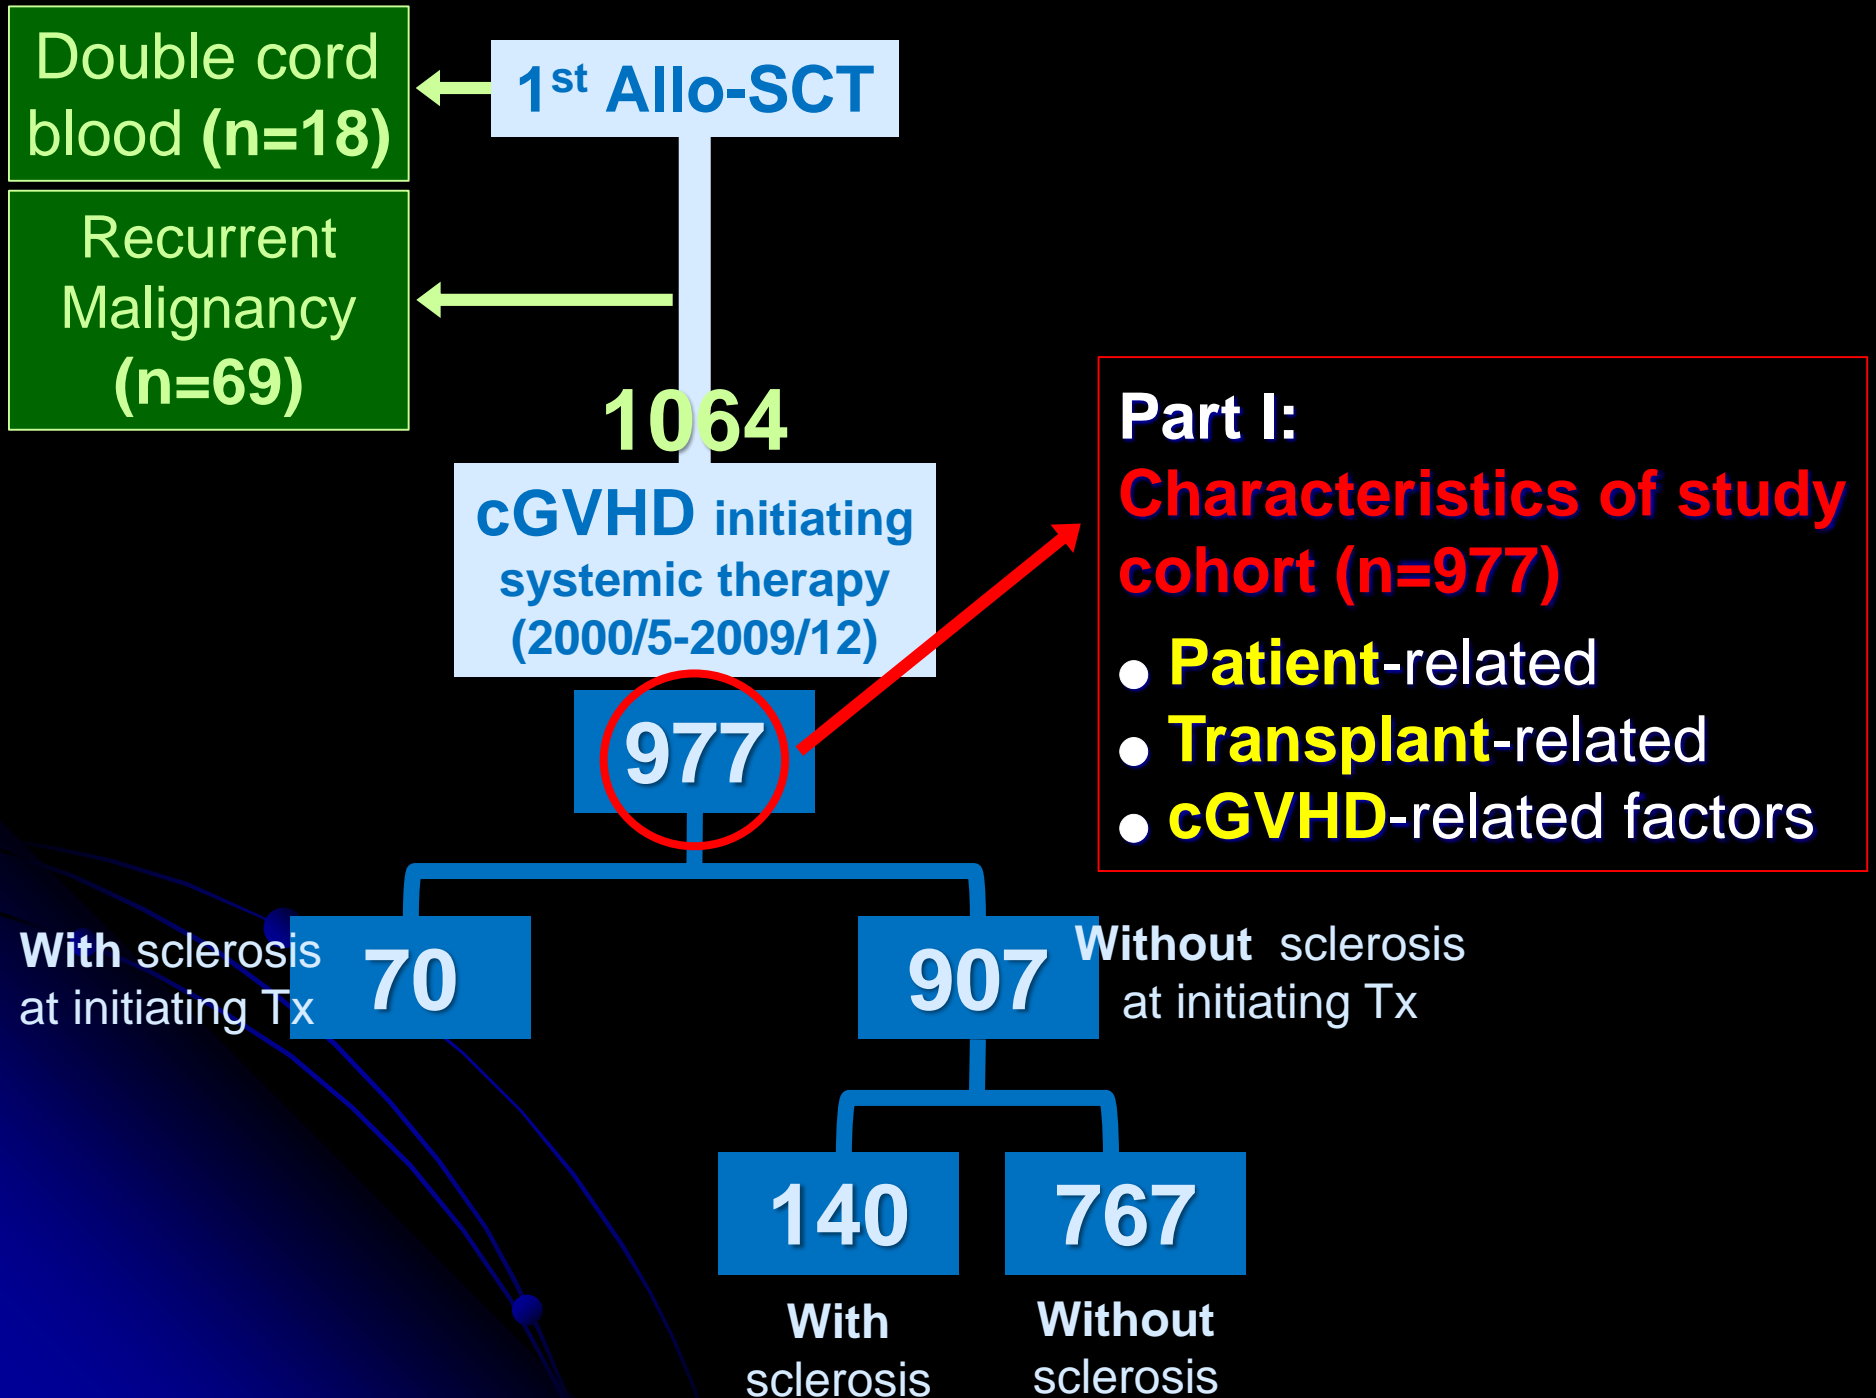 Double cord
blood (n=18)
1st Allo-SCT
Recurrent
Malignancy
(n=69)
1064
cGVHD initiating
systemic therapy
(2000/5-2009/12)
977
Part I:
Characteristics of study
cohort (n=977)
● Patient-related
● Transplant-related
● cGVHD-related factors
With sclerosis
at initiating Tx
70
907
Without sclerosis
at initiating Tx
140
767
With
sclerosis
Without
sclerosis